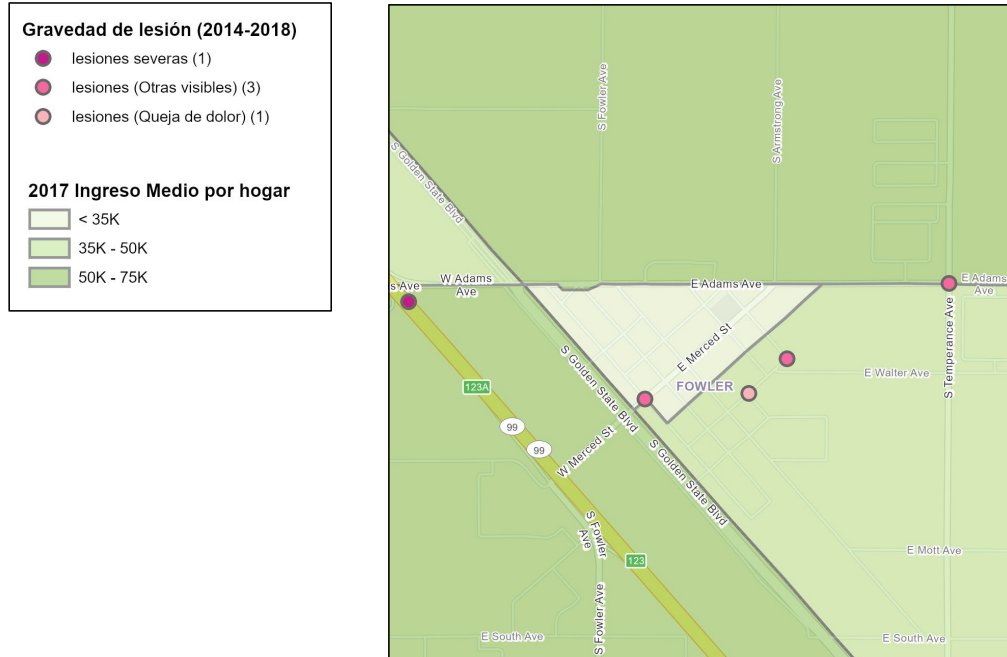 Gravedad de lesión (2014-2018)
lesiones severas (1)
lesiones (Otras visibles) (3)
lesiones (Queja de dolor) (1)
2017 Ingreso Medio por hogar
< 35K
35K - 50K
50K - 75K
S Fowler Ave
S Armstrong Ave
S Golden State Blvd
s Ave
W Adams
Ave
E Adams Ave
E Adams
Ave
S Temperance Ave
E Merced St
S Golden State Blvd
E Walter Ave
FOWLER
123A
99
99
W Merced St
S Golden State Blvd
S Fowler
Ave
E Mott Ave
123
S Fowler Ave
E South Ave
E South Ave